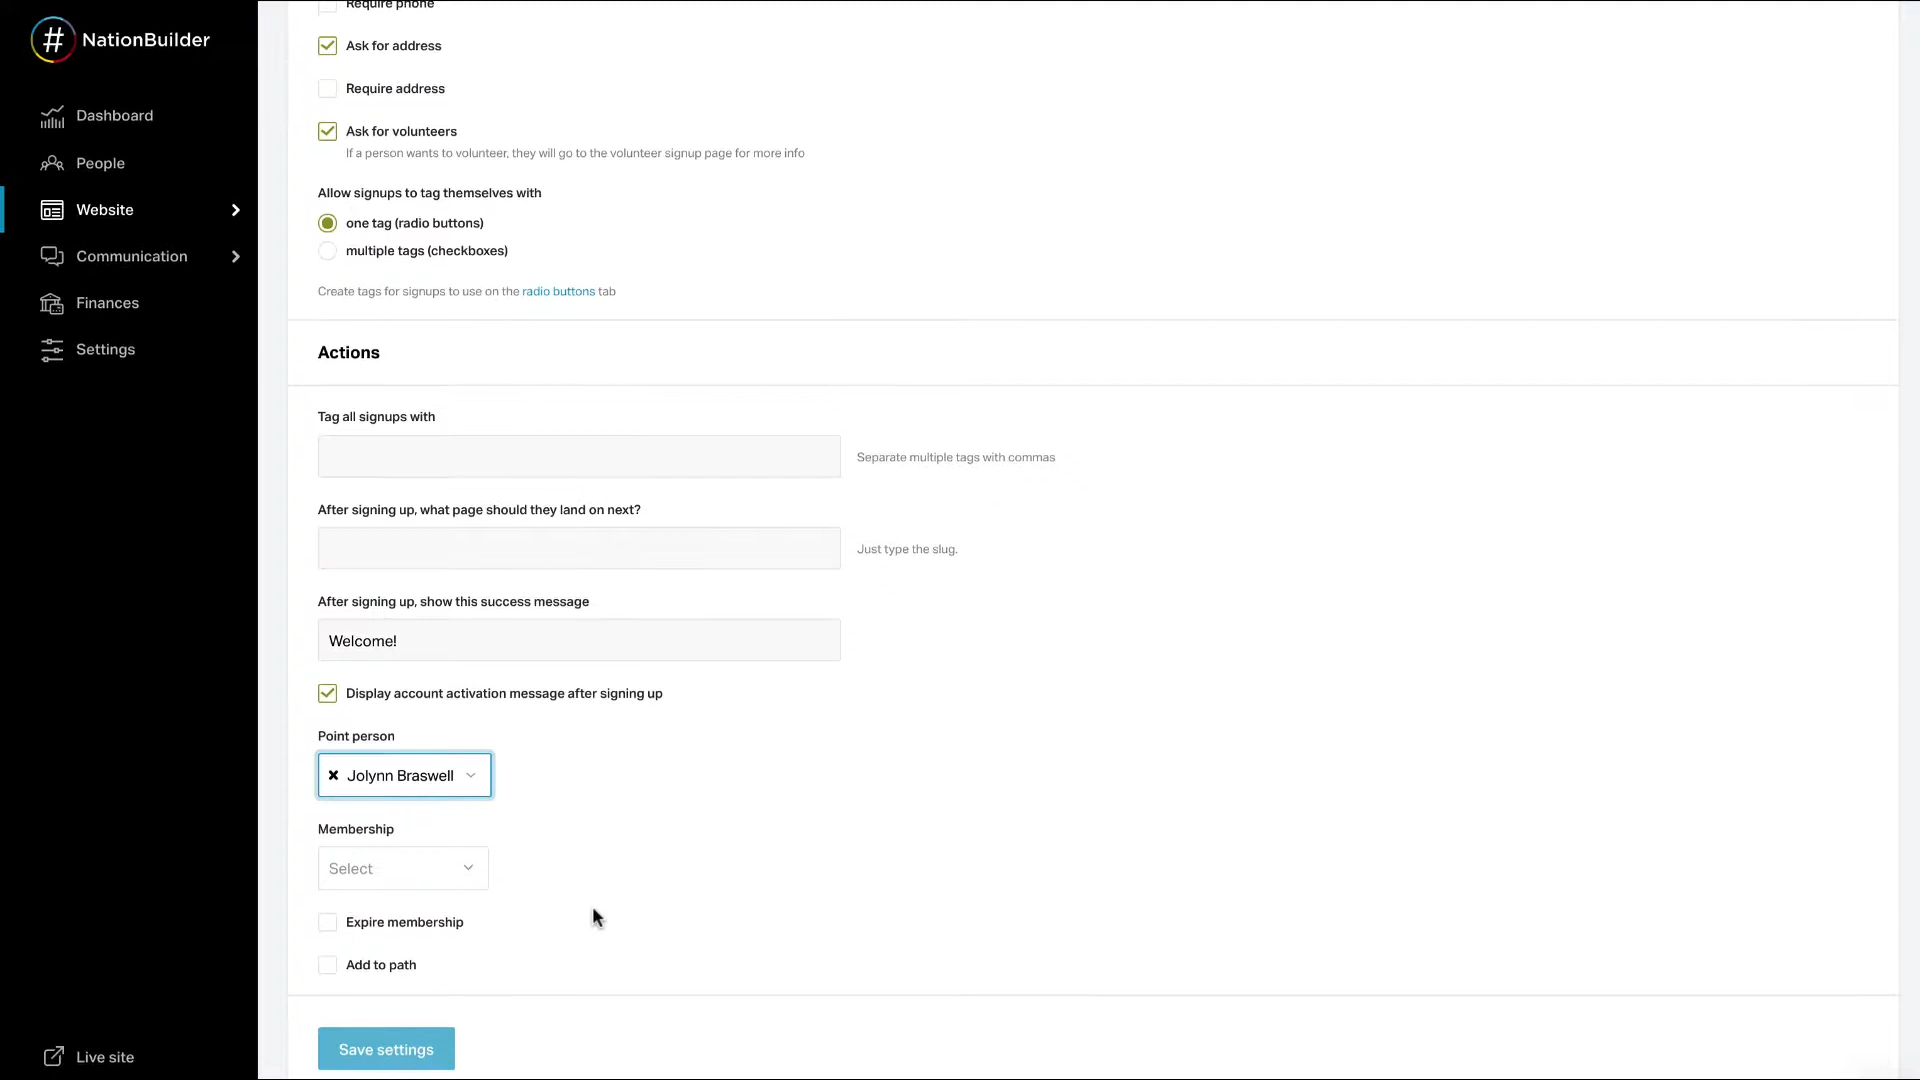 NationBuilder
Dashboard
People
Website
Communication
Finances
Settings
Live site
Require phone
Ask for address
Require address
Ask for volunteers
If a person wants to volunteer, they will go to the volunteer signup page for more info
Allow signups to tag themselves with
one tag (radio buttons)
multiple tags (checkboxes)
Create tags for signups to use on the radio buttons tab
Actions
Tag all signups with
Separate multiple tags with commas
After signing up, what page should they land on next?
Just type the slug.
After signing up, show this success message
Welcome!
Display account activation message after signing up
Point person
Jolynn Braswell
Membership
Select
Expire membership
Add to path
Save settings